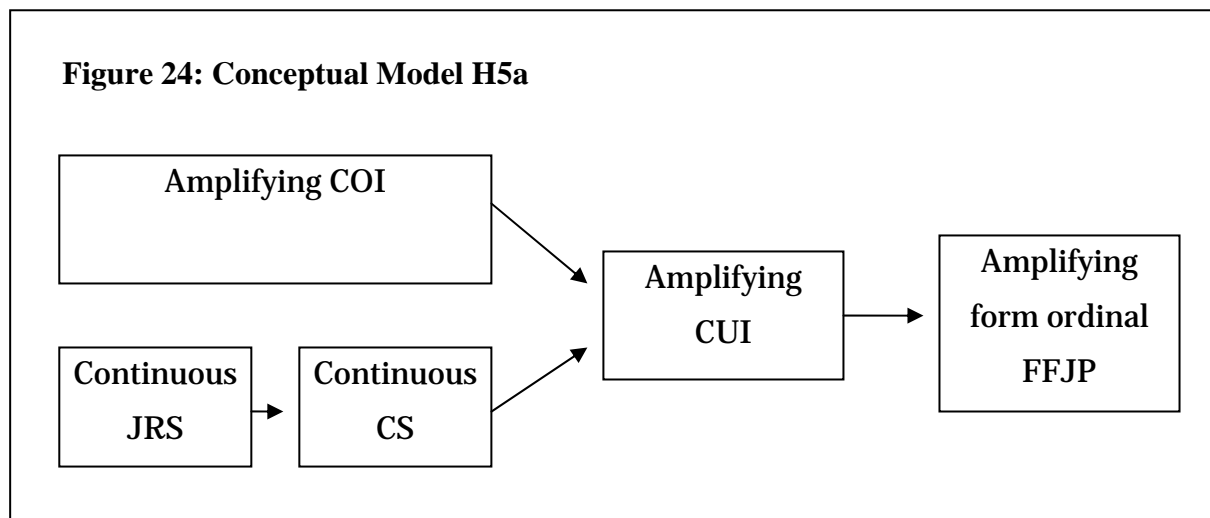 Figure 24: Conceptual Model H5a
Amplifying COI
Continuous
JRS
Continuous
CS
Amplifying
CUI
Amplifying
form ordinal
FFJP